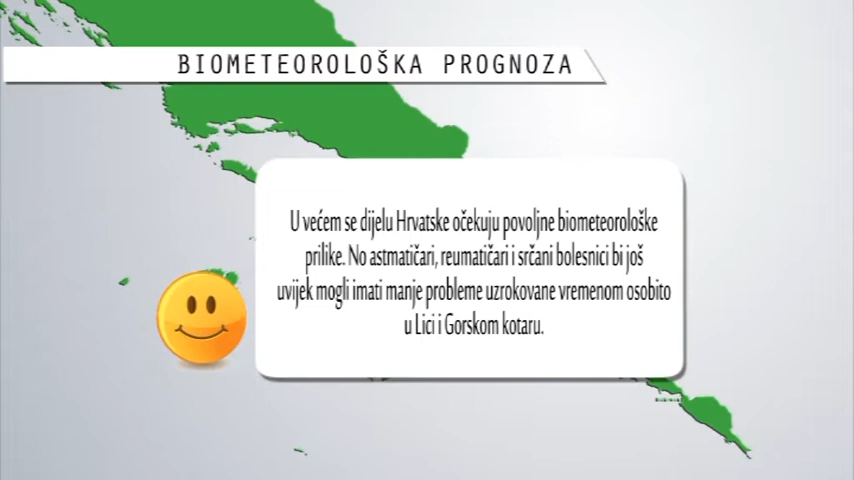 BIOMETEOROLOŠKA PROGNOZA
U većem se dijelu Hrvatske očekuju povoljne biometeorološke
prilike. No astmatičari, reumatičari i srčani bolesnici bi još
uvijek mogli imati manje probleme uzrokovane vremenom osobito
u Lici i Gorskom kotaru.